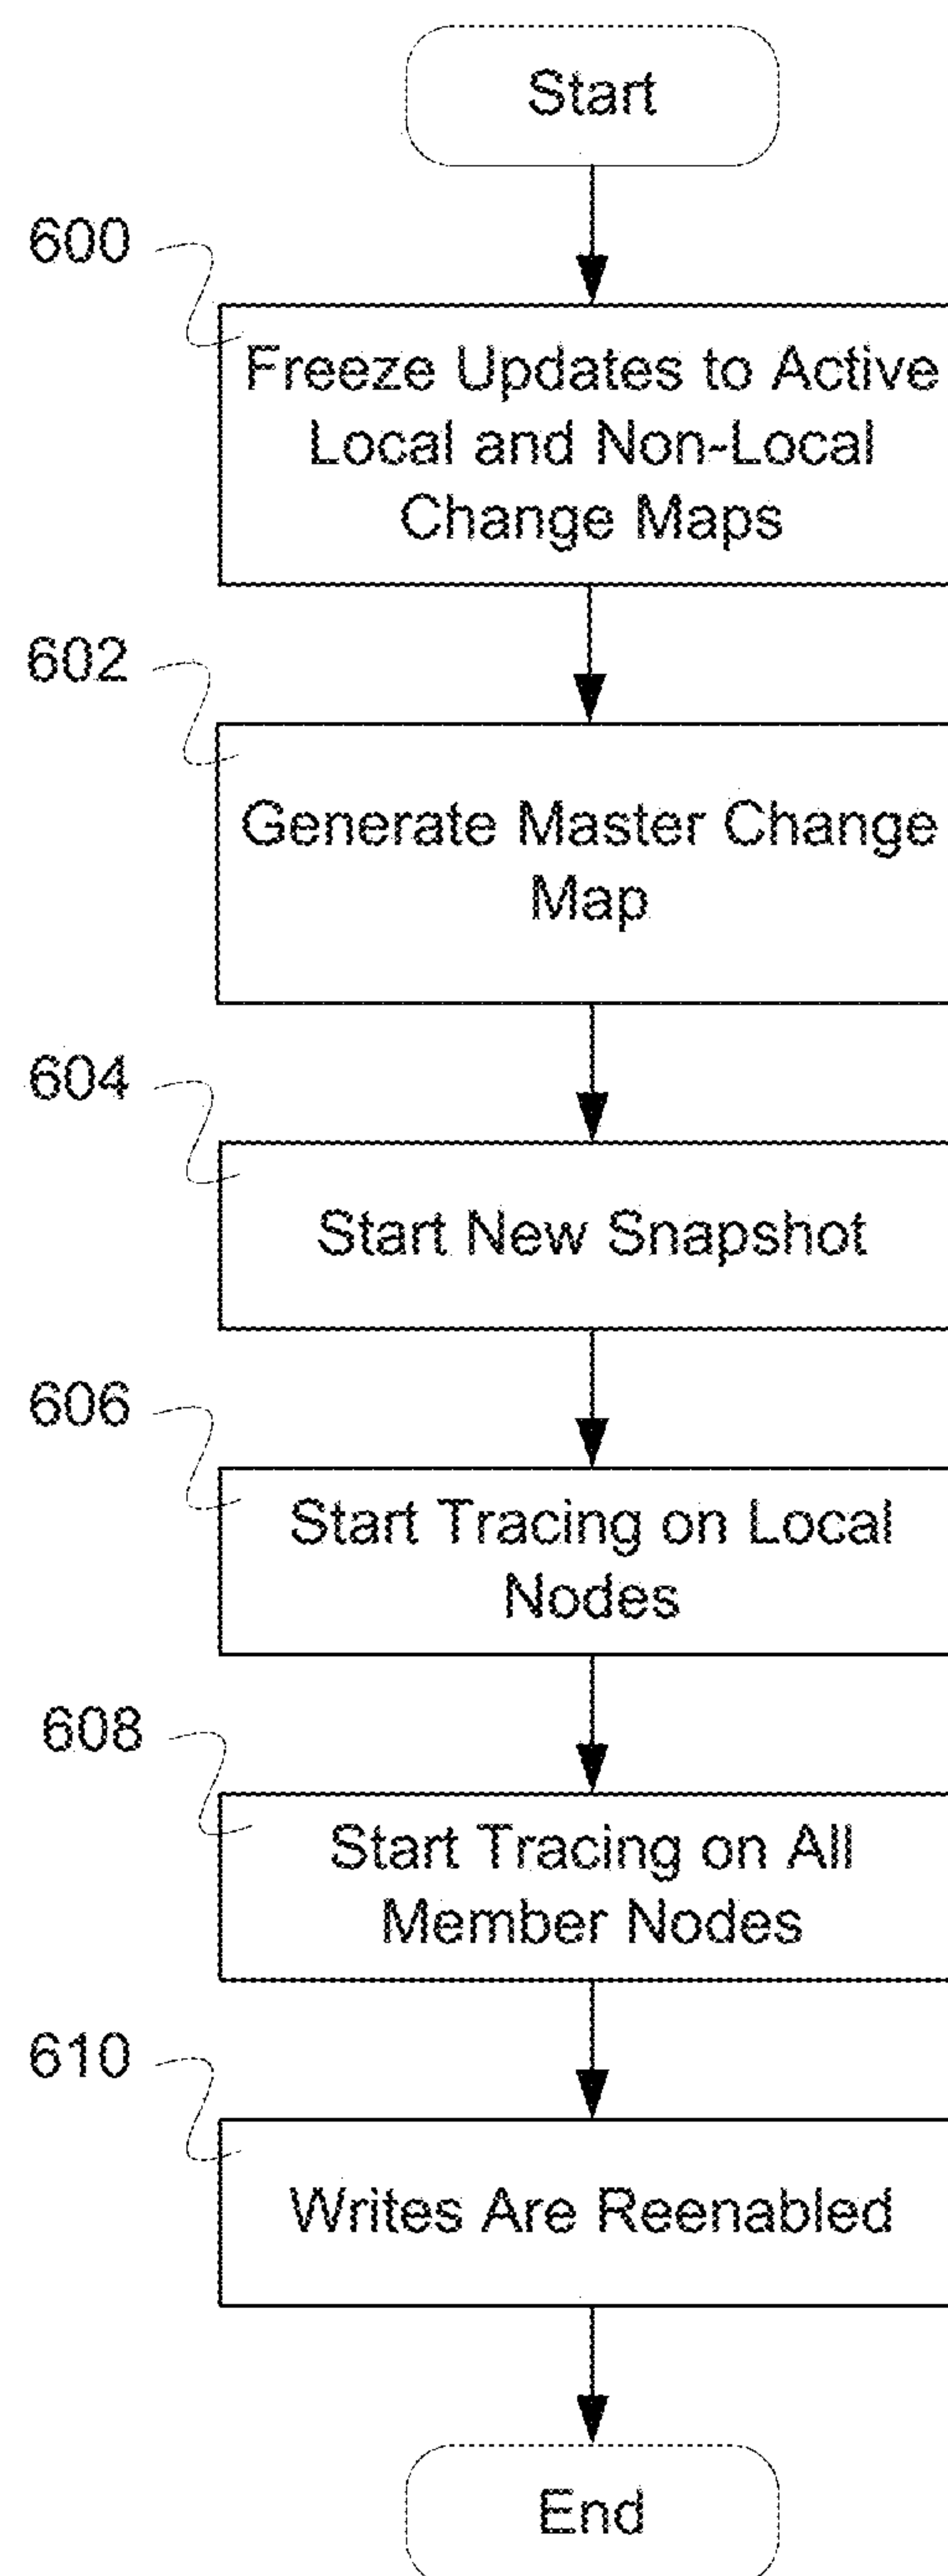 Start
600
Freeze Updates to Active
Local and Non-Local
Change Maps
602
Generate Master Change
Map
604
Start New Snapshot
606
Start Tracing on Local
Nodes
608
Start Tracing on All
Member Nodes
610
Writes Are Reenabled
End